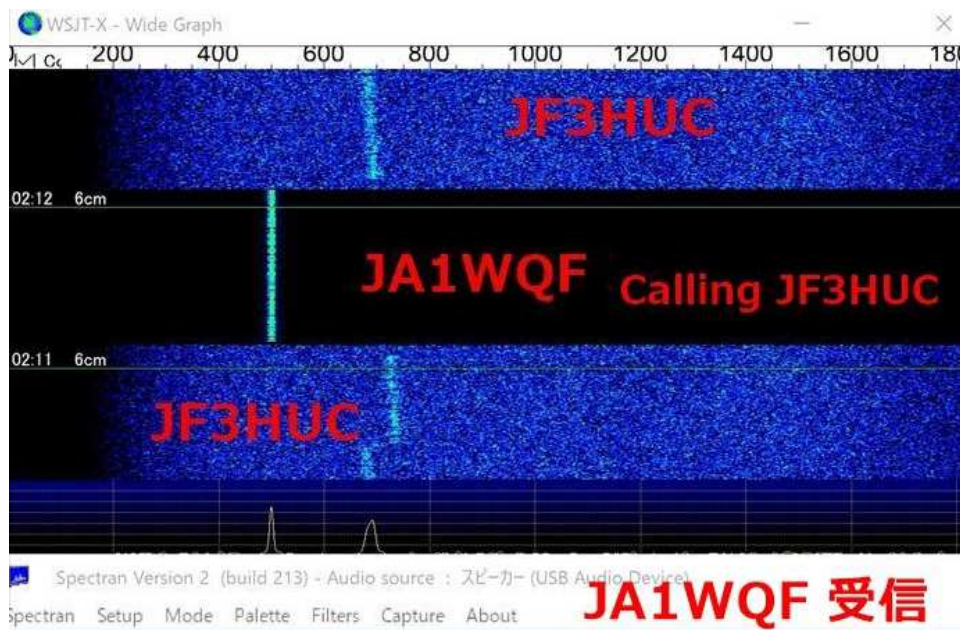 WSJT-X - Wide Graph
200 400 600 800 1000 1200 1400 1600
JF3HUC
02:12 6cm
JA1WQF Calling JF3HUC
02:11 6cm
JF3HUC
Spectran Version 2 (build 213) - Audio source : スピーカー (USB Audio Device)
Spectran Setup Mode Palette Filters Capture About
JA1WQF 受信